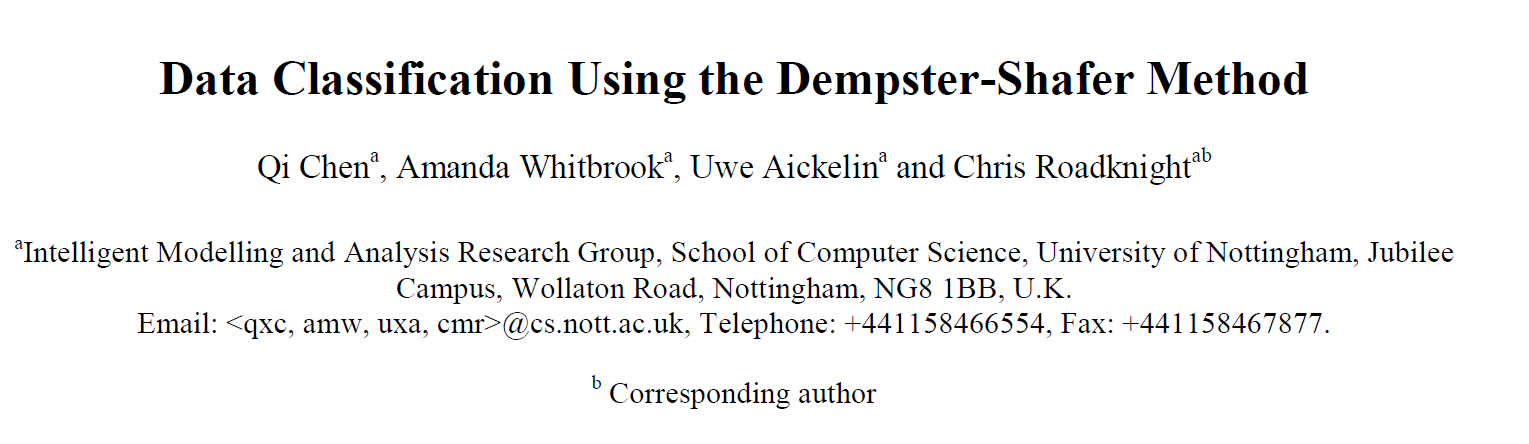 Data Classification Using the Dempster-Shafer Method
Qi Chenᵃ, Amanda Whitbrookᵃ, Uwe Aickelinᵃ and Chris Roadknightᵃᵇ
ᵃIntelligent Modelling and Analysis Research Group, School of Computer Science, University of Nottingham, Jubilee
Campus, Wollaton Road, Nottingham, NG8 1BB, U.K.
Email: <qxc, amw, uxa, cmr>@cs.nott.ac.uk, Telephone: +441158466554, Fax: +441158467877.
ᵇ Corresponding author